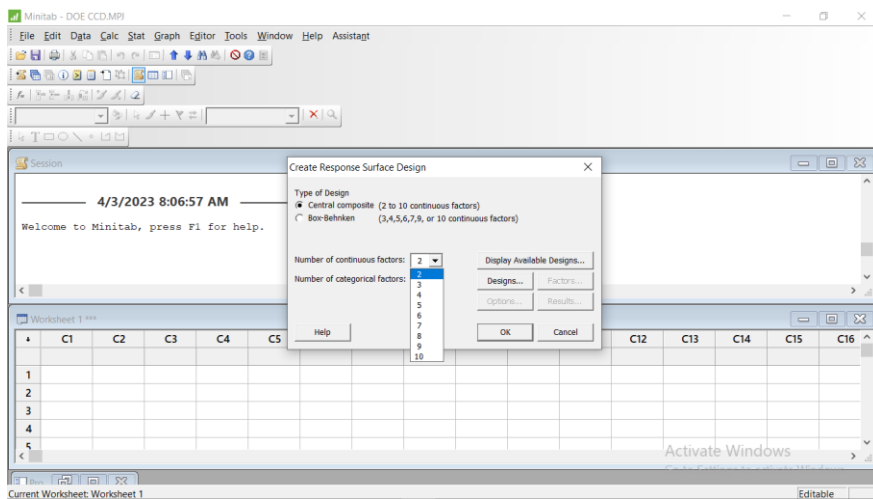 Minitab - DOE CCD.MPJ
File Edit Data Calc Stat Graph Editor Tools Window Help Assistant
Session
4/3/2023 8:06:57 AM
Welcome to Minitab, press F1 for help.
Create Response Surface Design
Type of Design
Central composite (2 to 10 continuous factors)
Box-Behnken (3,4,5,6,7,9, or 10 continuous factors)
Number of continuous factors: 2 Display Available Designs...
Number of categorical factors: Designs... Factors...
Options... Results...
Help OK Cancel
2
3
4
5
6
7
8
9
10
Worksheet 1 ***
C1 C2 C3 C4 C5 C12 C13 C14 C15 C16
1
2
3
4
5
Activate Windows
Pro
Current Worksheet: Worksheet 1 Editable